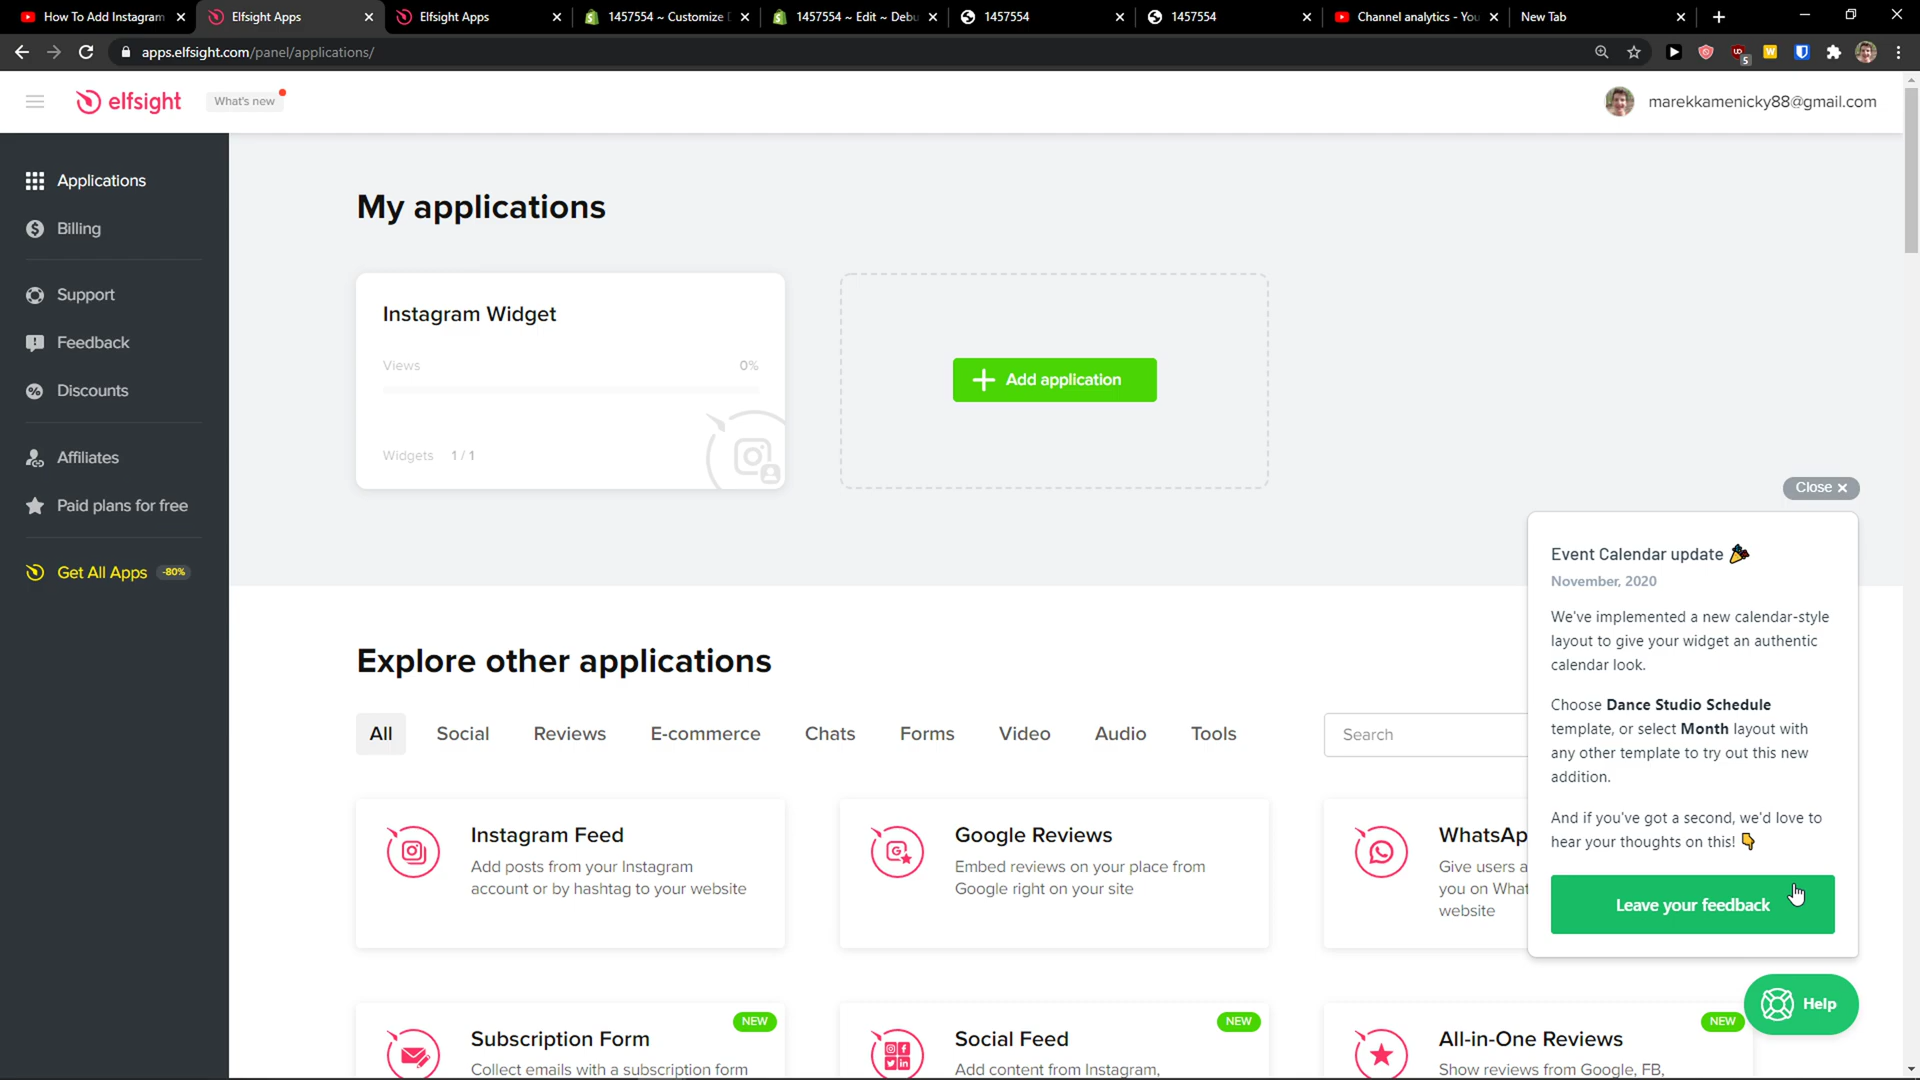 How To Add Instagram
Elfsight Apps
Elfsight Apps
1457554 ~ Customize D
1457554 ~ Edit ~ Debu
1457554
1457554
Channel analytics - You
New Tab
apps.elfsight.com/panel/applications/
5
elfsight
What's new
marekkamenicky88@gmail.com
Applications
Billing
Support
Feedback
Discounts
Affiliates
Paid plans for free
Get All Apps -80%
My applications
Instagram Widget
Views 0%
Widgets 1 / 1
Add application
Explore other applications
All Social Reviews E-commerce Chats Forms Video Audio Tools
Search
Instagram Feed
Add posts from your Instagram
account or by hashtag to your website
Google Reviews
Embed reviews on your place from
Google right on your site
WhatsAp
Give users a
you on What
website
NEW
Subscription Form
Collect emails with a subscription form
NEW
Social Feed
Add content from Instagram,
NEW
All-in-One Reviews
Show reviews from Google, FB,
Close
Event Calendar update
November, 2020
We've implemented a new calendar-style
layout to give your widget an authentic
calendar look.
Choose Dance Studio Schedule
template, or select Month layout with
any other template to try out this new
addition.
And if you've got a second, we'd love to
hear your thoughts on this!
Leave your feedback
Help